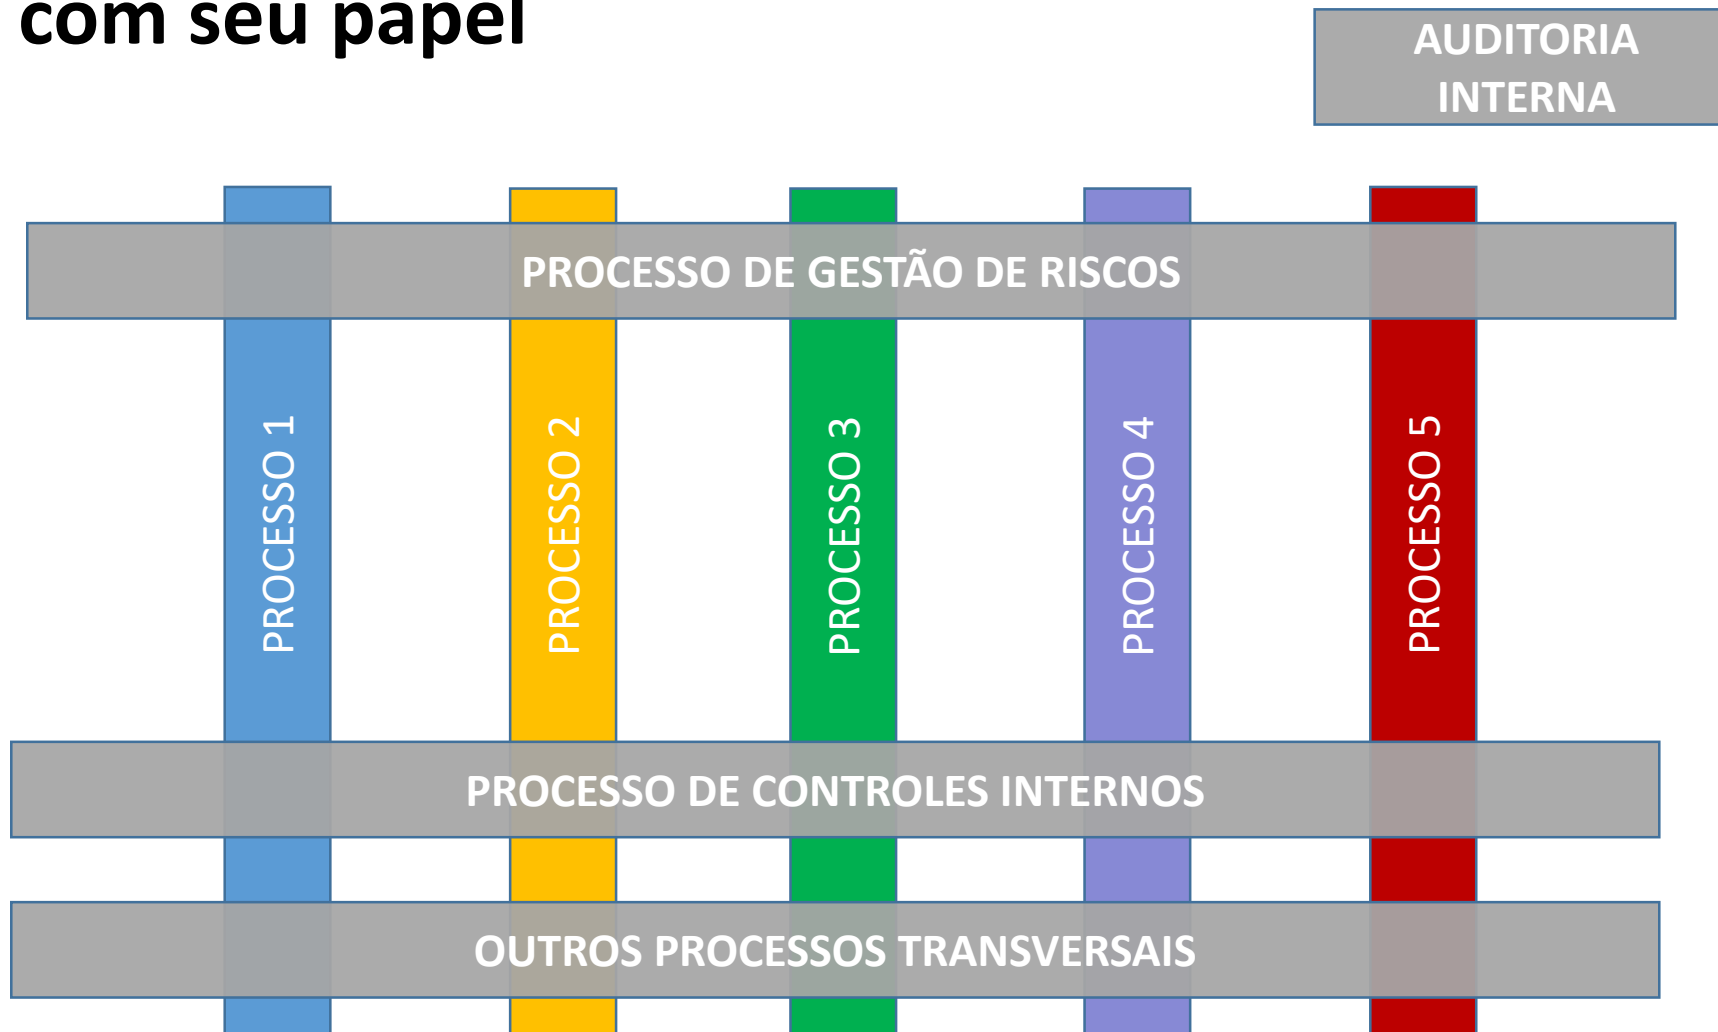 com seu papel
AUDITORIA
INTERNA
PROCESSO DE GESTÃO DE RISCOS
PROCESSO 1
PROCESSO 2
PROCESSO 3
PROCESSO 4
PROCESSO 5
PROCESSO DE CONTROLES INTERNOS
OUTROS PROCESSOS TRANSVERSAIS